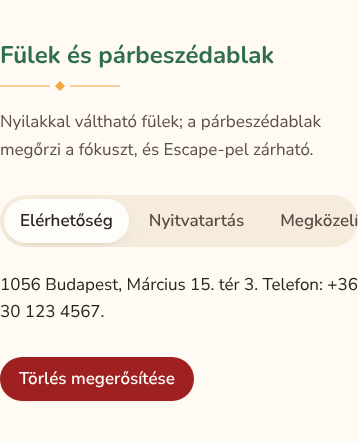 Fülek és párbeszédablak
Nyilakkal váltható fülek; a párbeszédablak
megőrzi a fókuszt, és Escape-pel zárható.
Elérhetőség Nyitvatartás Megközelí
1056 Budapest, Március 15. tér 3. Telefon: +36
30 123 4567.
Törlés megerősítése